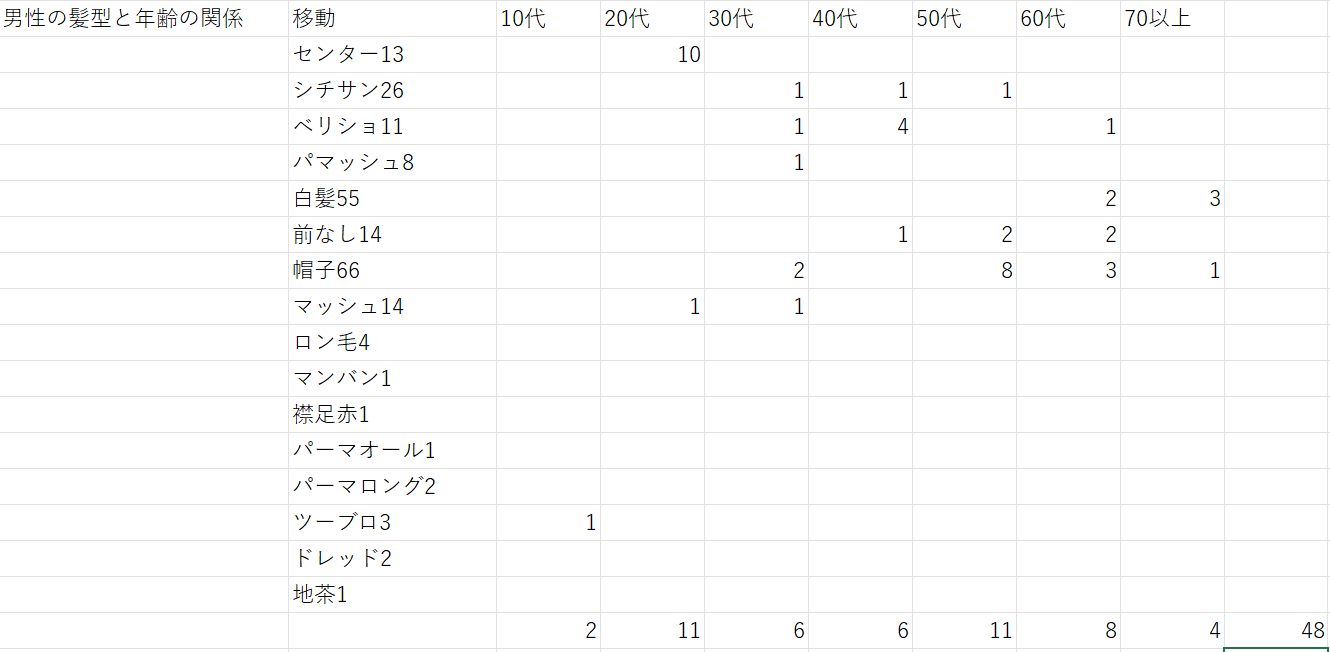 男性の髪型と年齢の関係 移動 10代 20代 30代 40代 50代 60代 70以上
センター13 10
シチサン26 1 1 1
ベリショ11 1 4 1
パマッシュ8 1
白髪55 2 3
前なし14 1 2 2
帽子66 2 8 3 1
マッシュ14 1 1
ロン毛4
マンバン1
襟足赤1
パーマオール1
パーマロング2
ツーブロ3 1
ドレッド2
地茶1
2 11 6 6 11 8 4 48